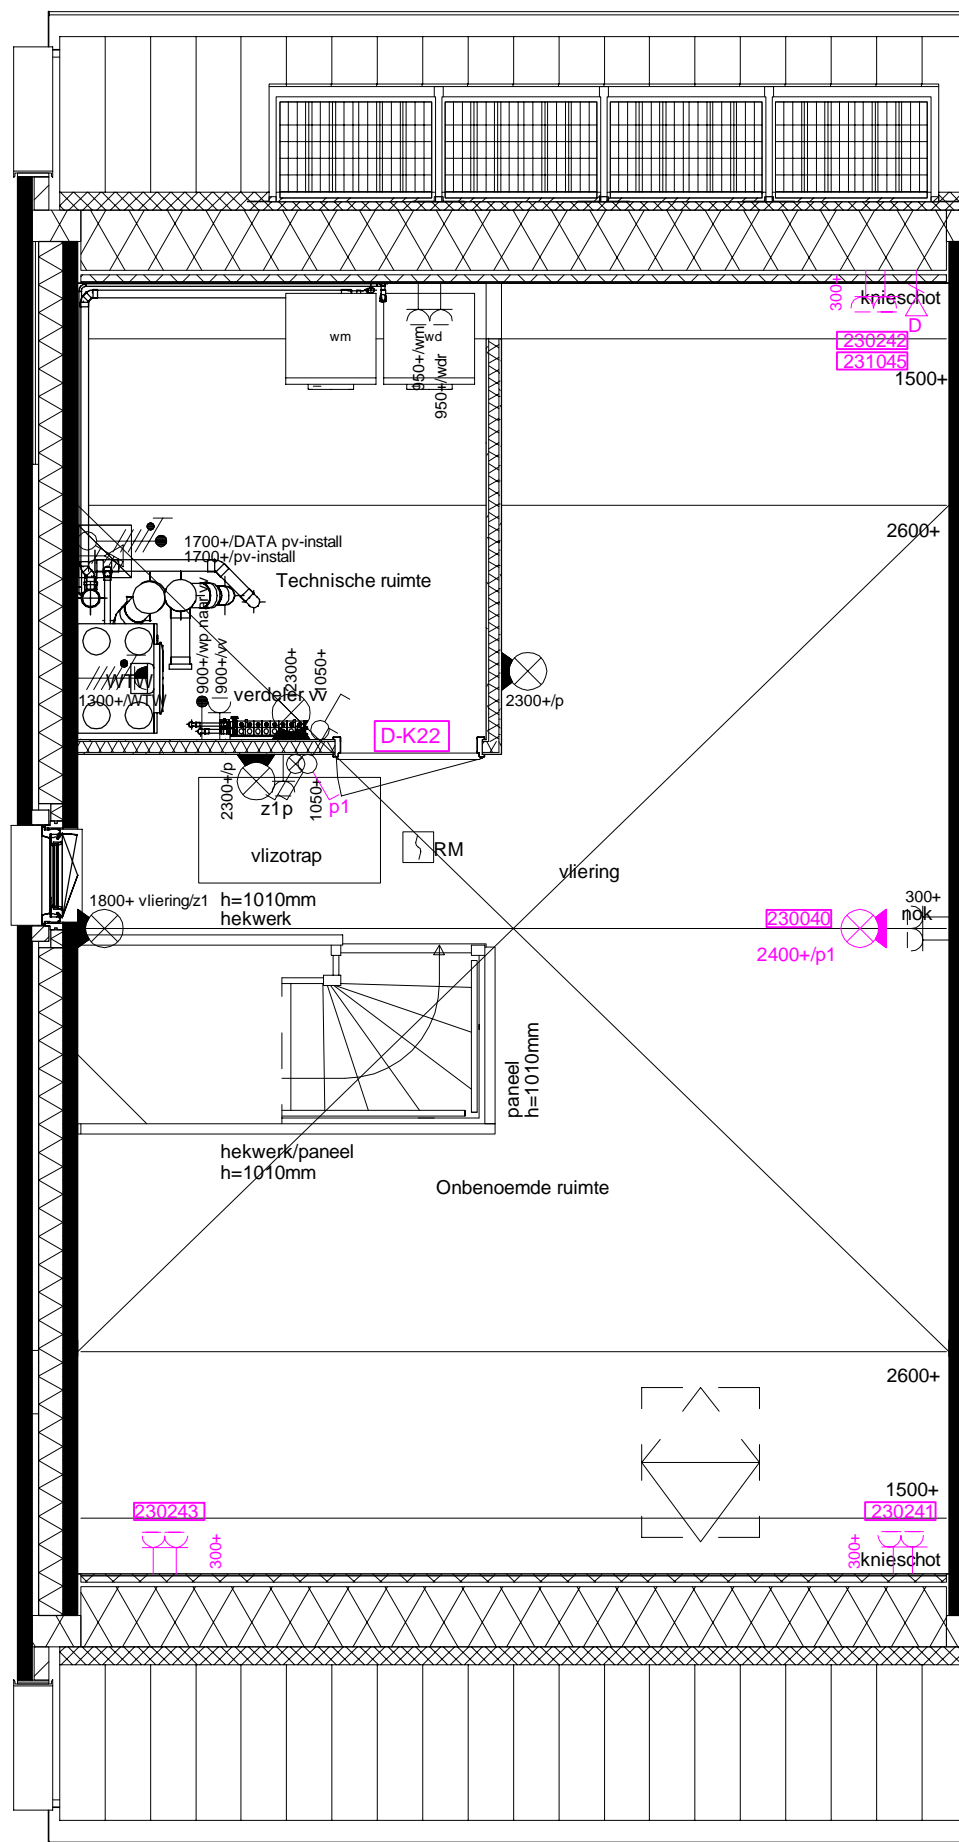 knieschot
300+
D
230242
231045
1500+
wm
wd
950+/wm
950+/wdr
2600+
1700+/DATA pv-install
1700+/pv-install
Technische ruimte
900+/wp naar vv
900+/vv
WTW
1300+/WTW
verdeler vv
2300+
1050+
2300+/p
D-K22
2300+/p
z1p
1050+
p1
vlizotrap
RM
vliering
1800+ vliering/z1
h=1010mm
hekwerk
300+
nok
230040
2400+/p1
paneel
h=1010mm
hekwerk/paneel
h=1010mm
Onbenoemde ruimte
2600+
1500+
230243
300+
230241
300+
knieschot